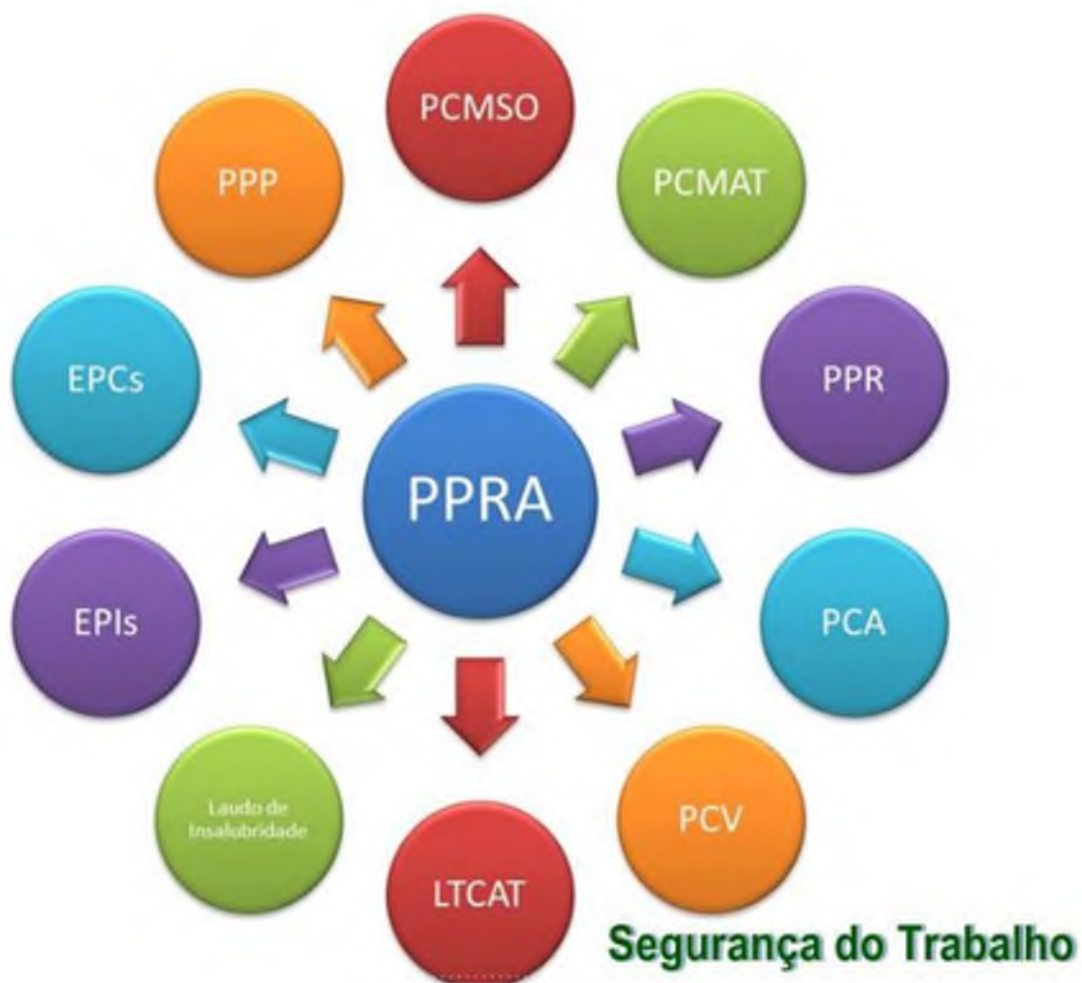 PCMSO
PPP
PCMAT
EPCs
PPR
PPRA
EPIs
PCA
Laudo de
Insalubridade
PCV
LTCAT
Segurança do Trabalho